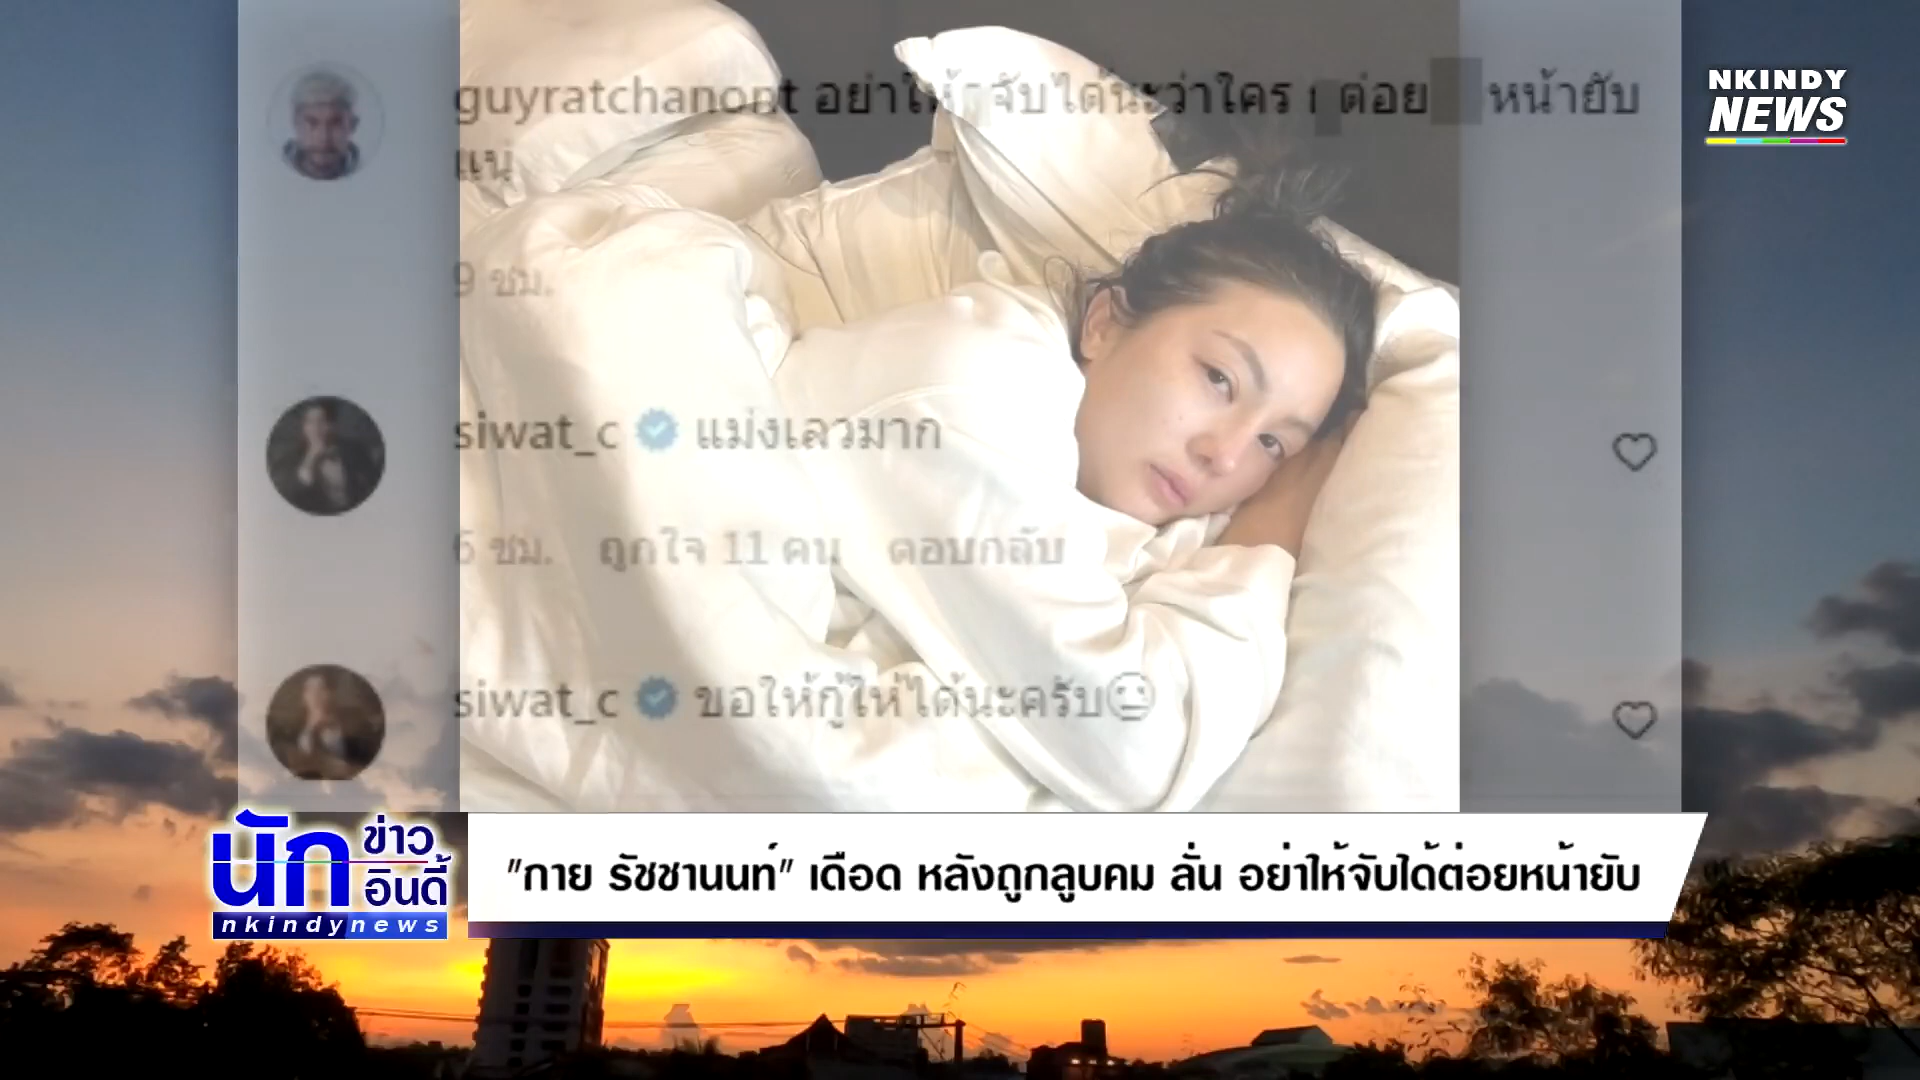 NKINDY
NEWS
guyratchanont อย่าให้ จับได้นะว่าใคร ต่อย หน้ายับ
แน่
9 ชม.
siwat_c แม่งเลวมาก
6 ชม. ถูกใจ 11 คน ตอบกลับ
siwat_c ขอให้กูให้ได้นะครับ😐
นักข่าวอินดี้
nkindynews
"กาย รัชชานนท์" เดือด หลังถูกลูบคม ลั่น อย่าให้จับได้ต่อยหน้ายับ